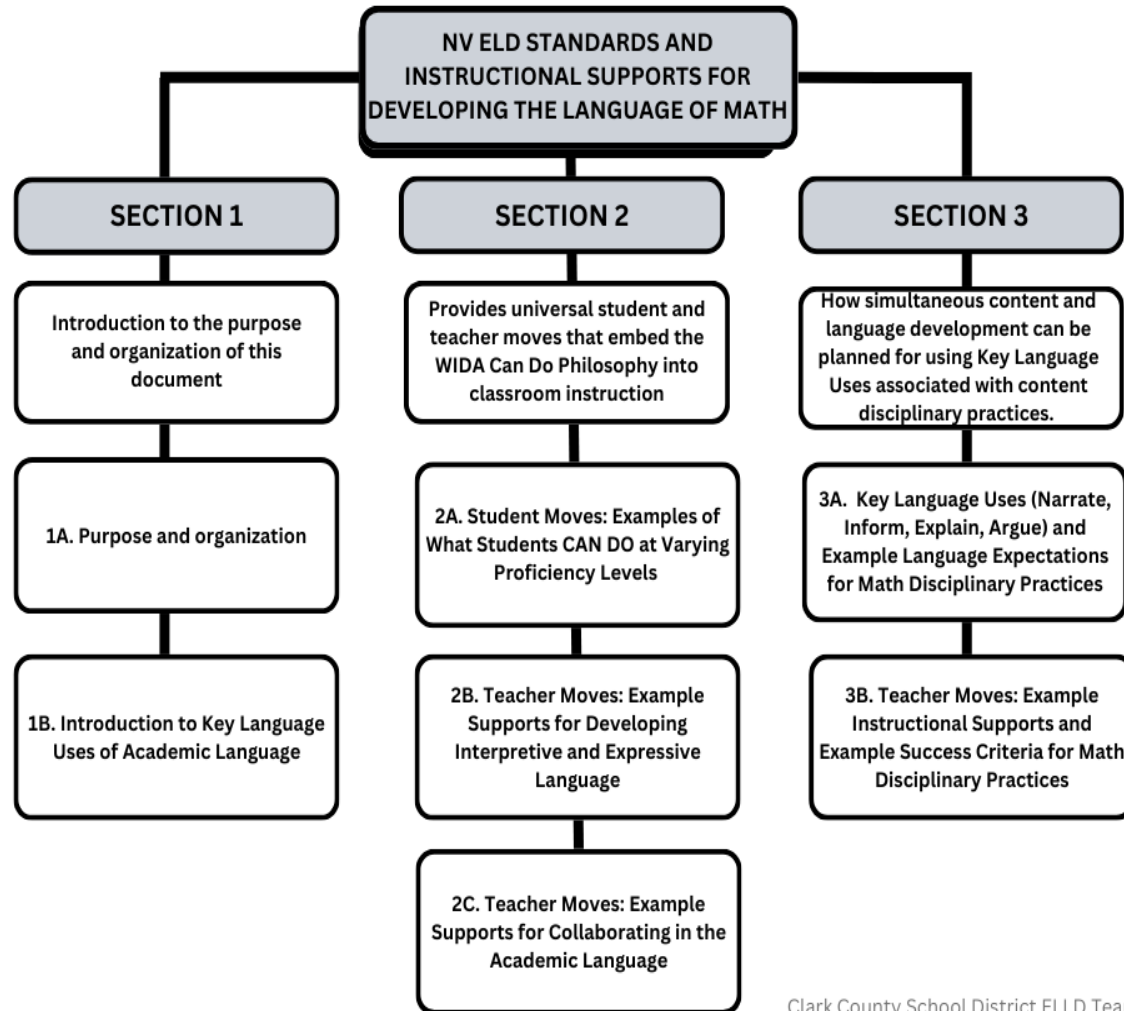 NV ELD STANDARDS AND
INSTRUCTIONAL SUPPORTS FOR
DEVELOPING THE LANGUAGE OF MATH
SECTION 1
Introduction to the purpose
and organization of this
document
1A. Purpose and organization
1B. Introduction to Key Language
Uses of Academic Language
SECTION 2
Provides universal student and
teacher moves that embed the
WIDA Can Do Philosophy into
classroom instruction
2A. Student Moves: Examples of
What Students CAN DO at Varying
Proficiency Levels
2B. Teacher Moves: Example
Supports for Developing
Interpretive and Expressive
Language
2C. Teacher Moves: Example
Supports for Collaborating in the
Academic Language
SECTION 3
How simultaneous content and
language development can be
planned for using Key Language
Uses associated with content
disciplinary practices.
3A. Key Language Uses (Narrate,
Inform, Explain, Argue) and
Example Language Expectations
for Math Disciplinary Practices
3B. Teacher Moves: Example
Instructional Supports and
Example Success Criteria for Math
Disciplinary Practices
Clark County School District ELLD